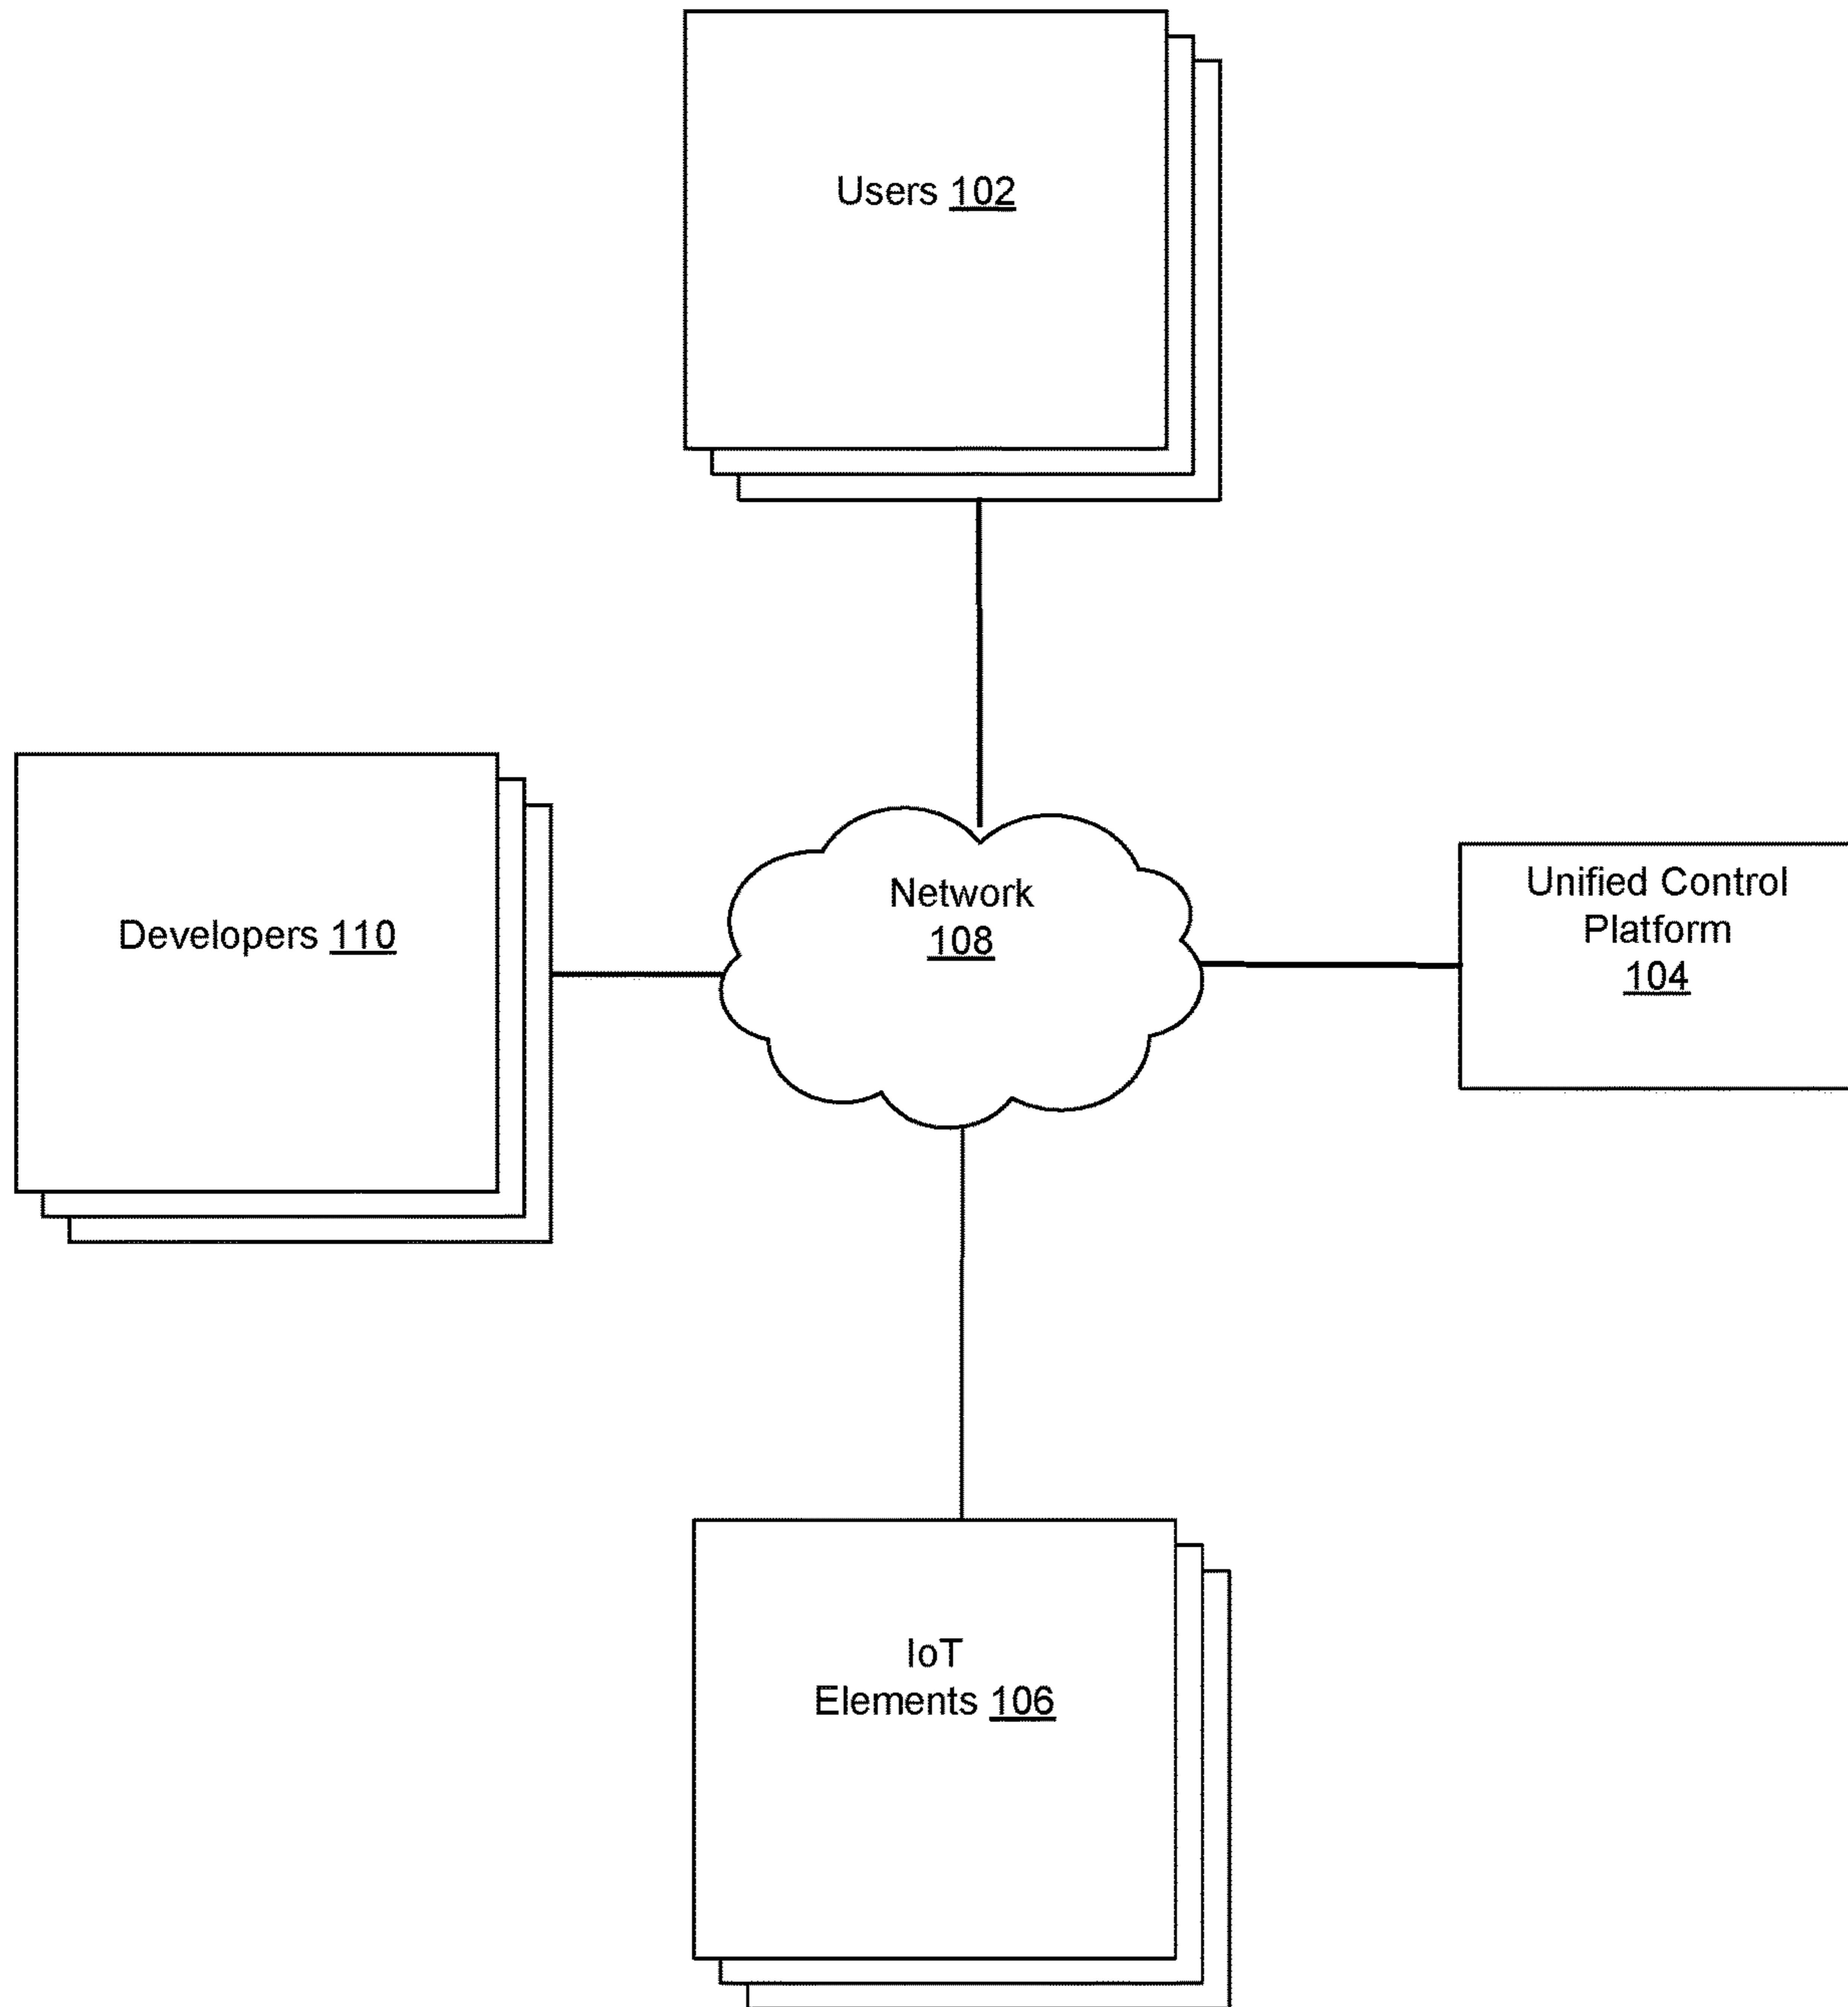 Users 102
Developers 110
Network
108
Unified Control
Platform
104
IoT
Elements 106